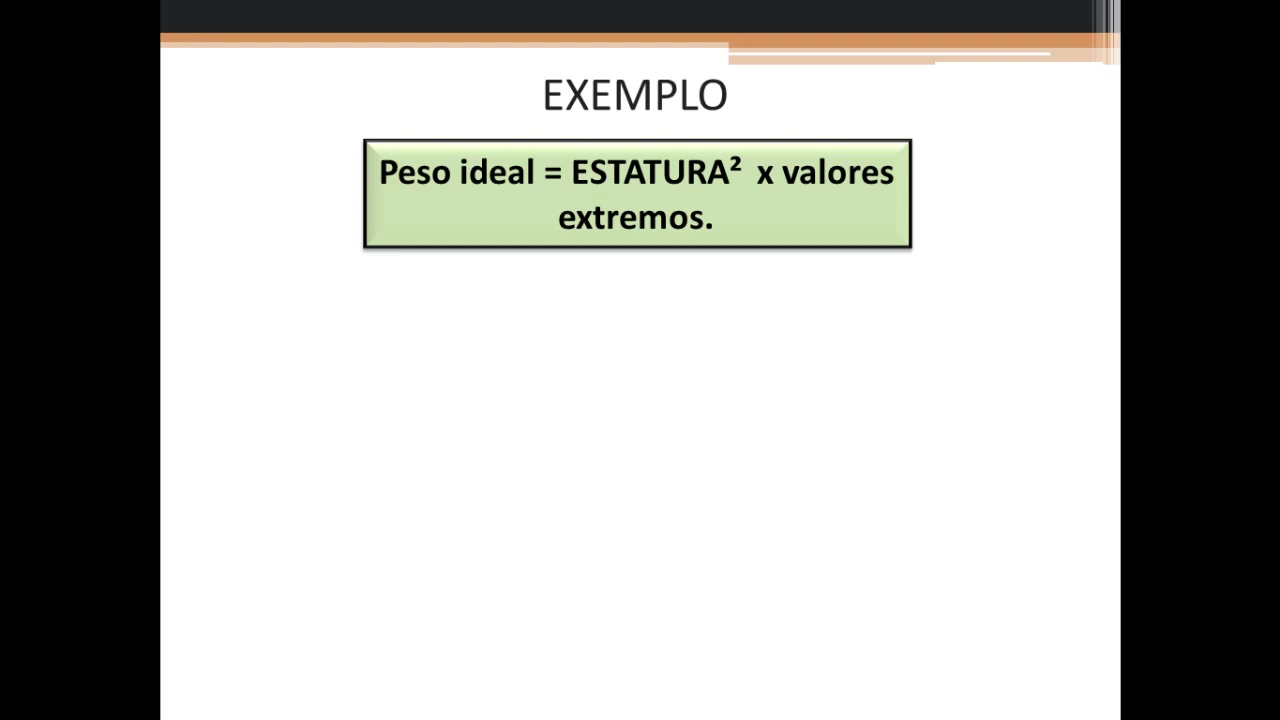 EXEMPLO
Peso ideal = ESTATURA² x valores
extremos.